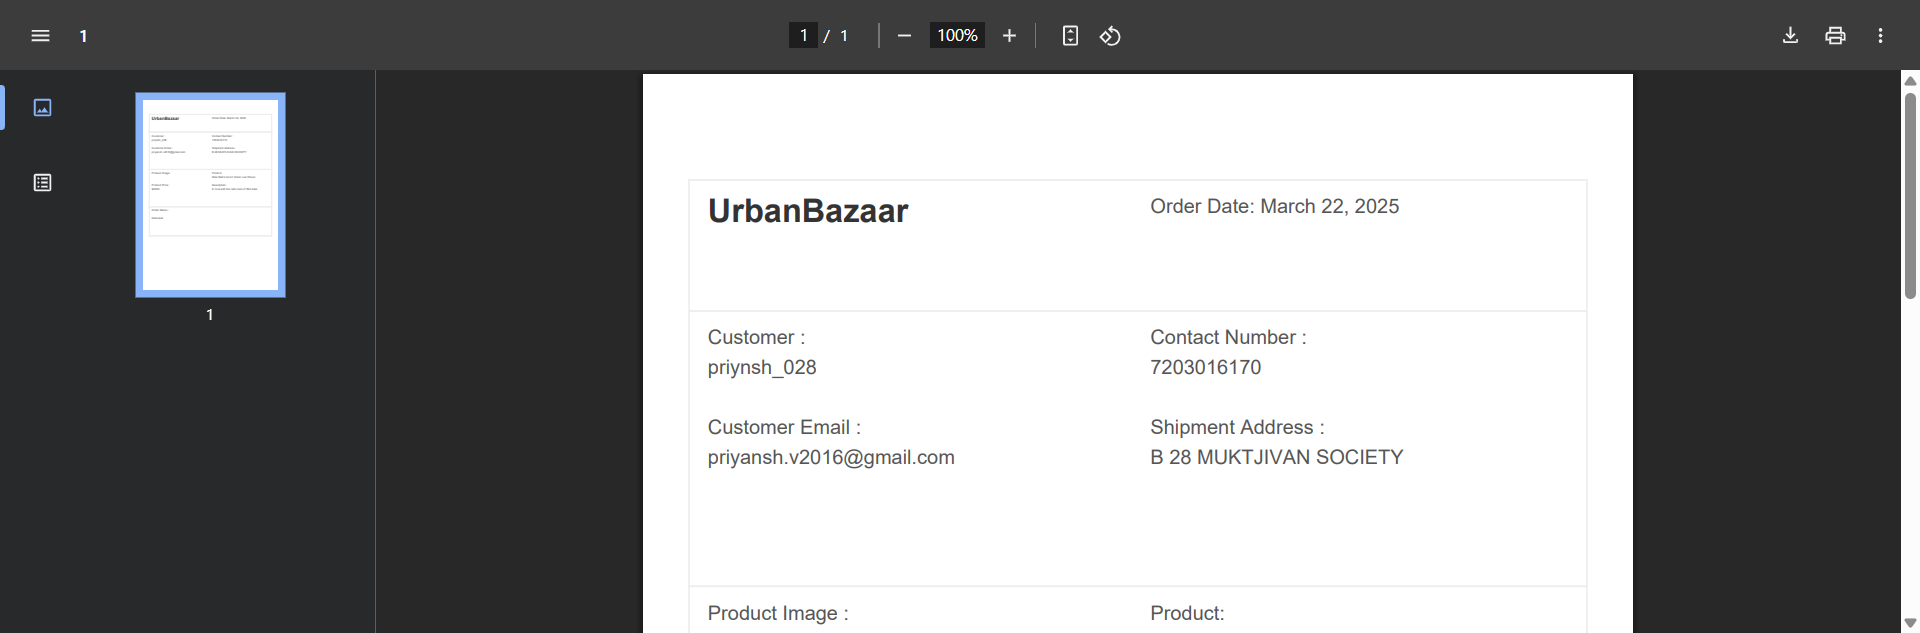 1
1 / 1
100%
1
UrbanBazaar
Order Date: March 22, 2025
Customer :
priynsh_028
Contact Number :
7203016170
Customer Email :
priyansh.v2016@gmail.com
Shipment Address :
B 28 MUKTJIVAN SOCIETY
Product Image :
Product: